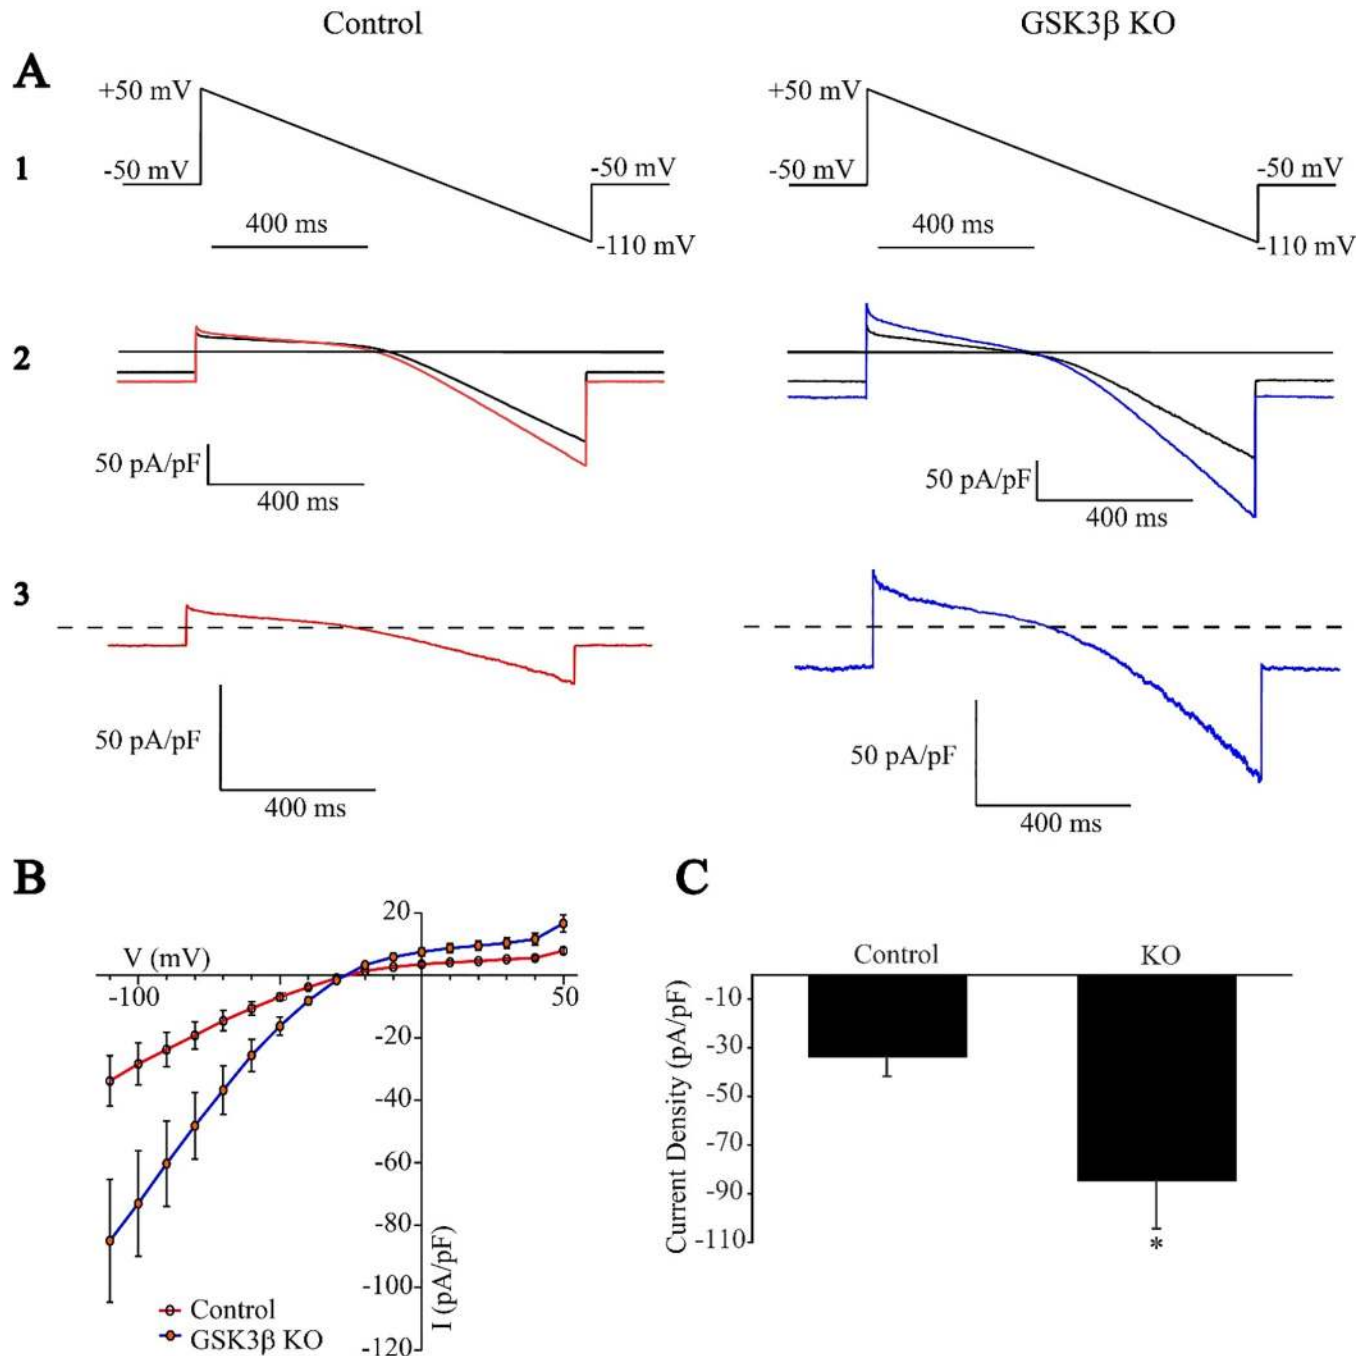 Control GSK3β KO
A
+50 mV +50 mV
1
-50 mV -50 mV -50 mV -50 mV
400 ms 400 ms
-110 mV -110 mV
2
50 pA/pF 50 pA/pF
400 ms 400 ms
3
50 pA/pF 50 pA/pF
400 ms 400 ms
B
V (mV)
-100 50
20
-20
-40
-60
-80
-100
-120
I (pA/pF)
Control
GSK3β KO
C
Control KO
Current Density (pA/pF)
-10
-30
-50
-70
-90
-110
*